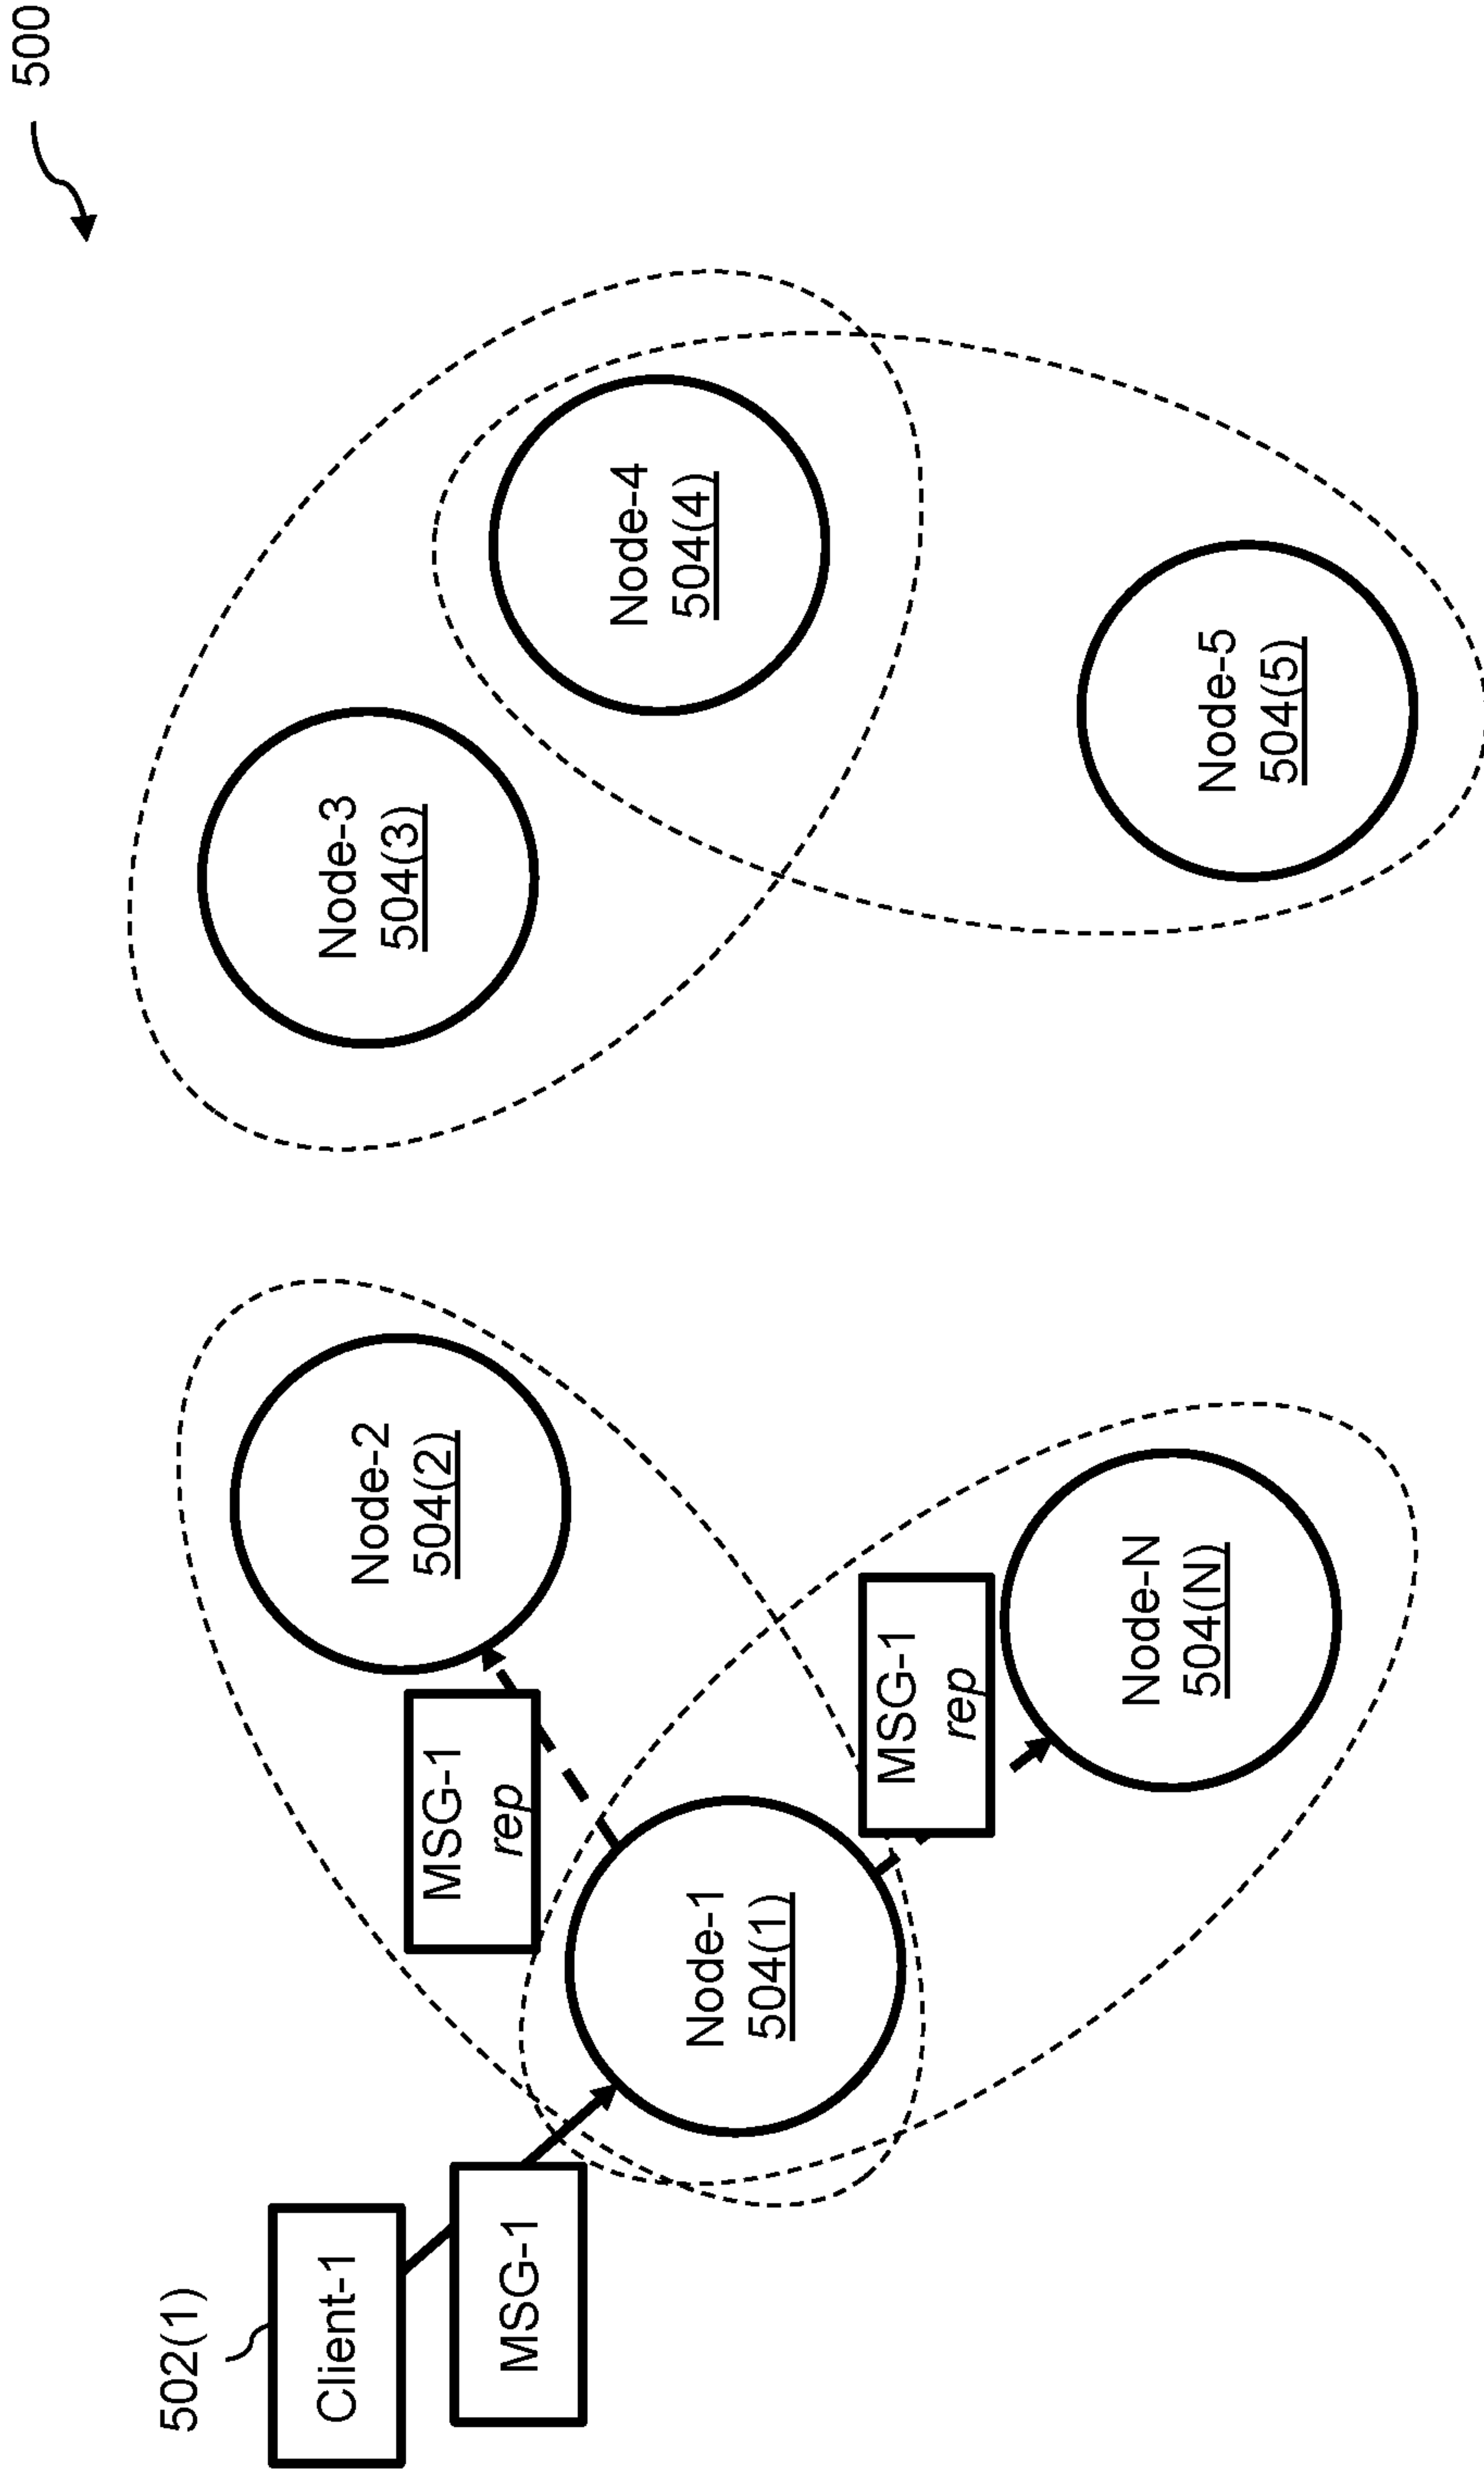 500
502(1)
Client-1
MSG-1
MSG-1
rep
MSG-1
rep
Node-1
504(1)
Node-2
504(2)
Node-N
504(N)
Node-3
504(3)
Node-4
504(4)
Node-5
504(5)